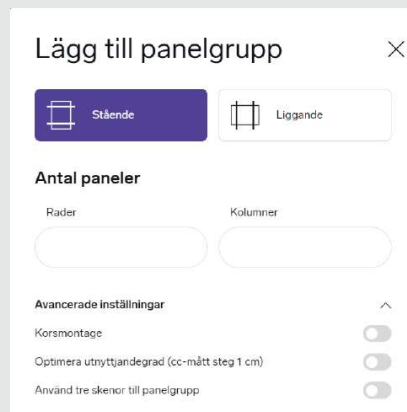 Lägg till panelgrupp
Stående
Liggande
Antal paneler
Rader
Kolumner
Avancerade inställningar
Korsmontage
Optimera utnyttjandegrad (cc-mått steg 1 cm)
Använd tre skenor till panelgrupp